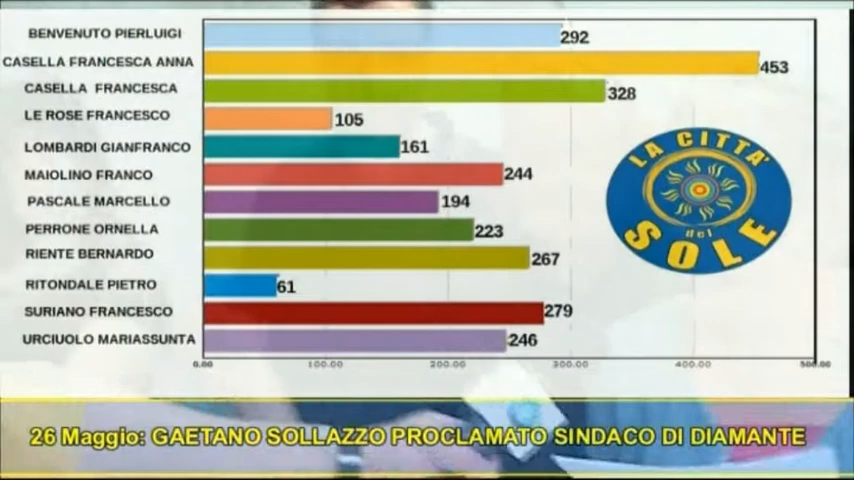 BENVENUTO PIERLUIGI 292
CASELLA FRANCESCA ANNA 453
CASELLA FRANCESCA 328
LE ROSE FRANCESCO 105
LOMBARDI GIANFRANCO 161
MAIOLINO FRANCO 244
PASCALE MARCELLO 194
PERRONE ORNELLA 223
RIENTE BERNARDO 267
RITONDALE PIETRO 61
SURIANO FRANCESCO 279
URCIUOLO MARIASSUNTA 246
0.00 100.00 200.00 300.00 400.00 500.00
LA CITTA'
del
SOLE
26 Maggio: GAETANO SOLLAZZO PROCLAMATO SINDACO DI DIAMANTE